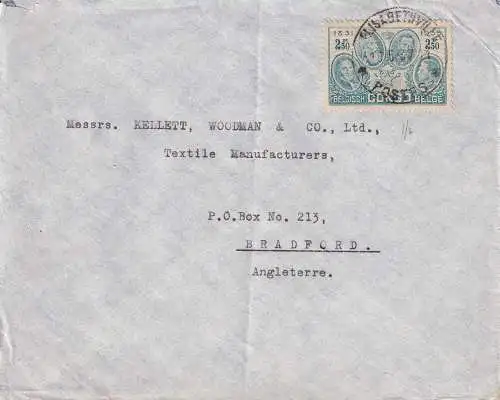 ELISABETHVILLE
2.50 2.50
BELGISCH CONGO BELGE
POSTES
Messrs. KELLETT, WOODMAN & CO., Ltd.,
Textile Manufacturers,
P.O.Box No. 213,
BRADFORD.
Angleterre.